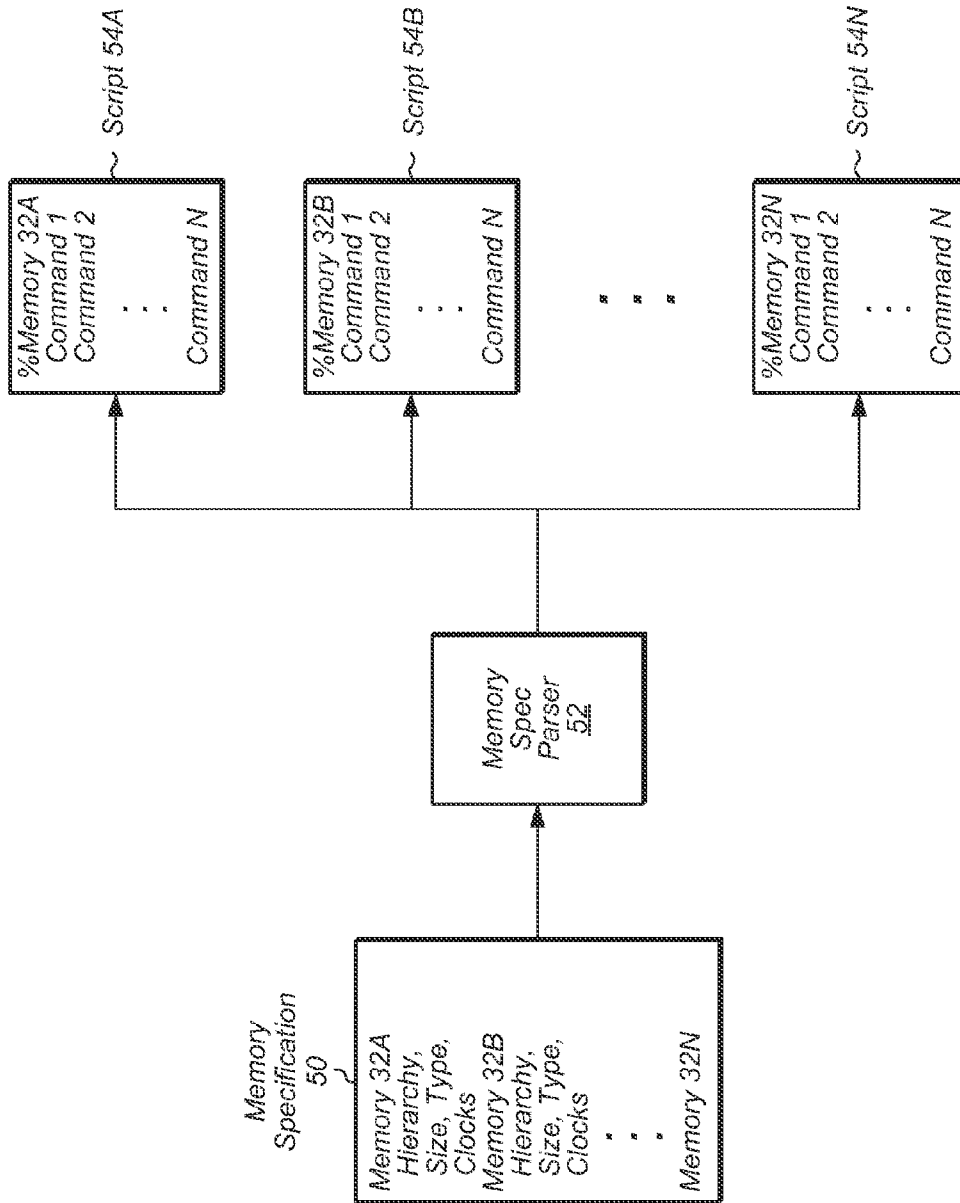 Memory
Specification
50
Memory 32A
Hierarchy,
Size, Type,
Clocks
Memory 32B
Hierarchy,
Size, Type,
Clocks
.
.
.
Memory 32N
Memory
Spec
Parser
52
%Memory 32A
Command 1
Command 2
.
.
.
Command N
Script 54A
%Memory 32B
Command 1
Command 2
.
.
.
Command N
Script 54B
.
.
.
%Memory 32N
Command 1
Command 2
.
.
.
Command N
Script 54N